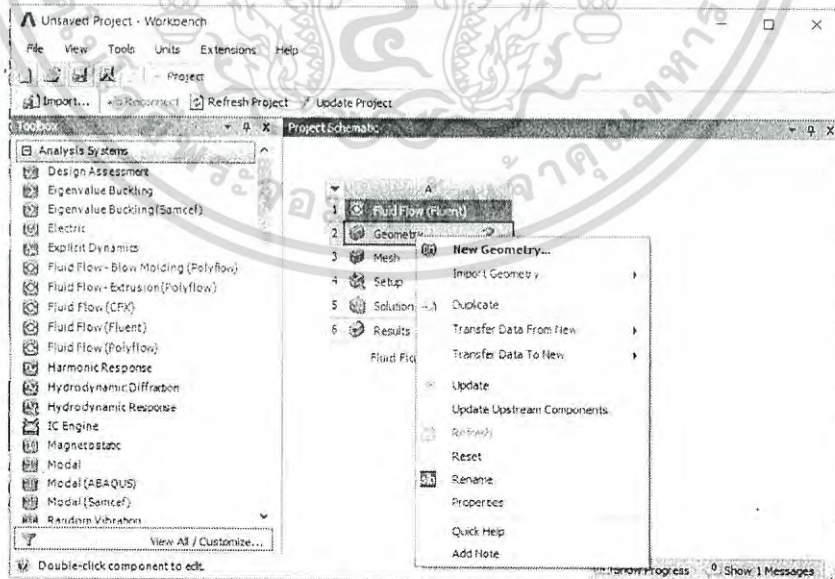 Unsaved Project - Workbench
File View Tools Units Extensions Help
Project
Import... Reconnect Refresh Project Update Project
Toolbox
Project Schematic
Analysis Systems
Design Assessment
Eigenvalue Buckling
Eigenvalue Buckling (Samcef)
Electric
Explicit Dynamics
Fluid Flow - Blow Molding (Polyflow)
Fluid Flow - Extrusion (Polyflow)
Fluid Flow (CFX)
Fluid Flow (Fluent)
Fluid Flow (Polyflow)
Harmonic Response
Hydrodynamic Diffraction
Hydrodynamic Response
IC Engine
Magnetostatic
Modal
Modal (ABAQUS)
Modal (Samcef)
Random Vibration
View All / Customize...
Double-click component to edit.
A
1 Fluid Flow (Fluent)
2 Geometry
3 Mesh
4 Setup
5 Solution
6 Results
Fluid
New Geometry...
Import Geometry
Duplicate
Transfer Data From New
Transfer Data To New
Update
Update Upstream Components
Refresh
Reset
Rename
Properties
Quick Help
Add Note
Show Progress Show 1 Messages